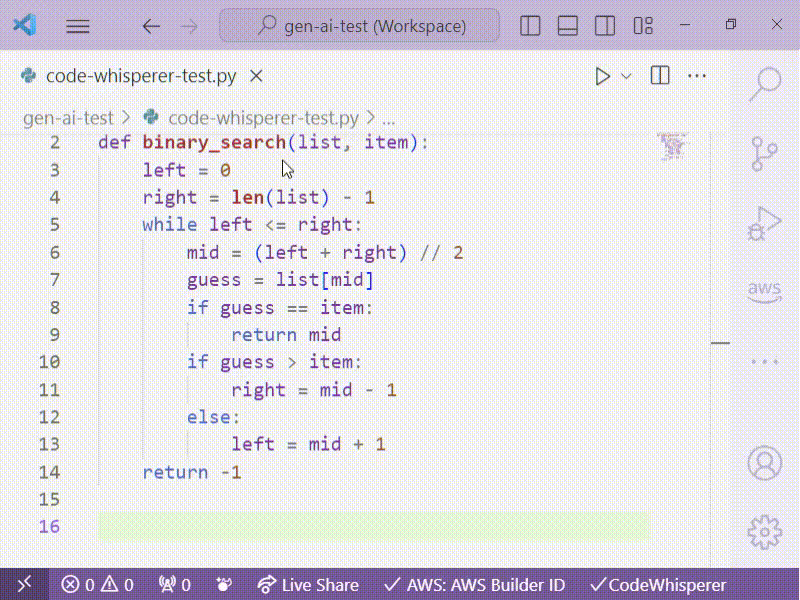 gen-ai-test (Workspace)
code-whisperer-test.py
gen-ai-test > code-whisperer-test.py > ...
2 def binary_search(list, item):
3 left = 0
4 right = len(list) - 1
5 while left <= right:
6 mid = (left + right) // 2
7 guess = list[mid]
8 if guess == item:
9 return mid
10 if guess > item:
11 right = mid - 1
12 else:
13 left = mid + 1
14 return -1
15
16
aws
0 0 0 Live Share AWS: AWS Builder ID CodeWhisperer